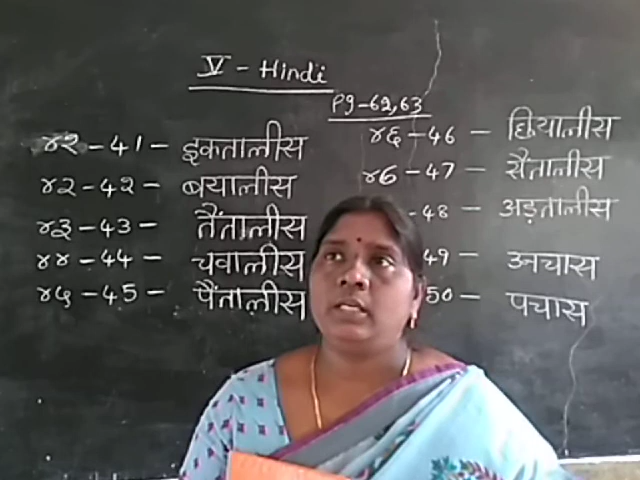 V - Hindi
Pg-62,63
४१ - 41 - इकतालीस
४२ - 42 - बयालीस
४३ - 43 - तैंतालीस
४४ - 44 - चवालीस
४५ - 45 - पैंतालीस
४६ - 46 - छियालीस
४७ - 47 - सैतालीस
- 48 - अड़तालीस
49 - उनचास
50 - पचास